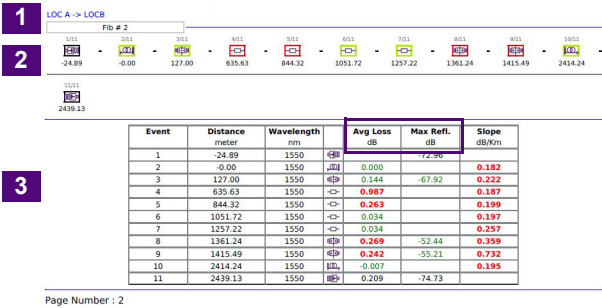 1
LOC A -> LOCB
Fib # 2
2
1/11 2/11 3/11 4/11 5/11 6/11 7/11 8/11 9/11 10/11
-24.89 -0.00 127.00 635.63 844.32 1051.72 1257.22 1361.24 1415.49 2414.24
11/11
2439.13
3
Event Distance Wavelength Avg Loss Max Refl. Slope
meter nm dB dB dB/Km
1 -24.89 1550 -72.96
2 -0.00 1550 0.000 0.182
3 127.00 1550 0.144 -67.92 0.222
4 635.63 1550 0.987 0.187
5 844.32 1550 0.263 0.199
6 1051.72 1550 0.034 0.197
7 1257.22 1550 0.034 0.257
8 1361.24 1550 0.269 -52.44 0.359
9 1415.49 1550 0.242 -55.21 0.732
10 2414.24 1550 -0.007 0.195
11 2439.13 1550 0.209 -74.73
Page Number : 2